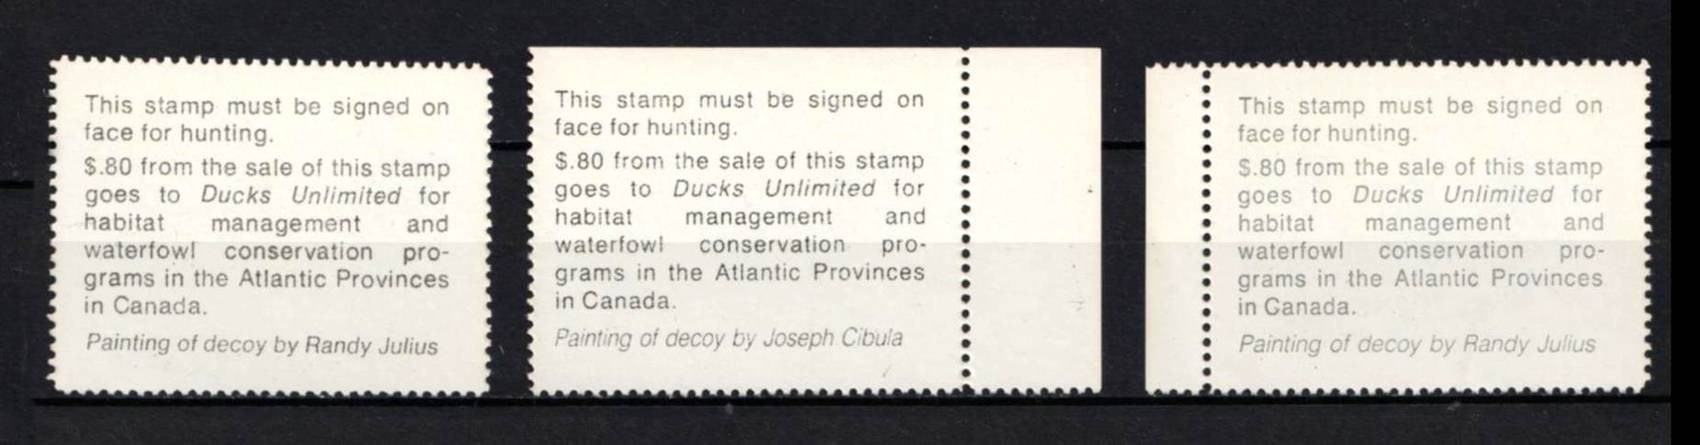 This stamp must be signed on
face for hunting.
$.80 from the sale of this stamp
goes to Ducks Unlimited for
habitat management and
waterfowl conservation pro-
grams in the Atlantic Provinces
in Canada.
Painting of decoy by Randy Julius
This stamp must be signed on
face for hunting.
$.80 from the sale of this stamp
goes to Ducks Unlimited for
habitat management and
waterfowl conservation pro-
grams in the Atlantic Provinces
in Canada.
Painting of decoy by Joseph Cibula
This stamp must be signed on
face for hunting.
$.80 from the sale of this stamp
goes to Ducks Unlimited for
habitat management and
waterfowl conservation pro-
grams in the Atlantic Provinces
in Canada.
Painting of decoy by Randy Julius